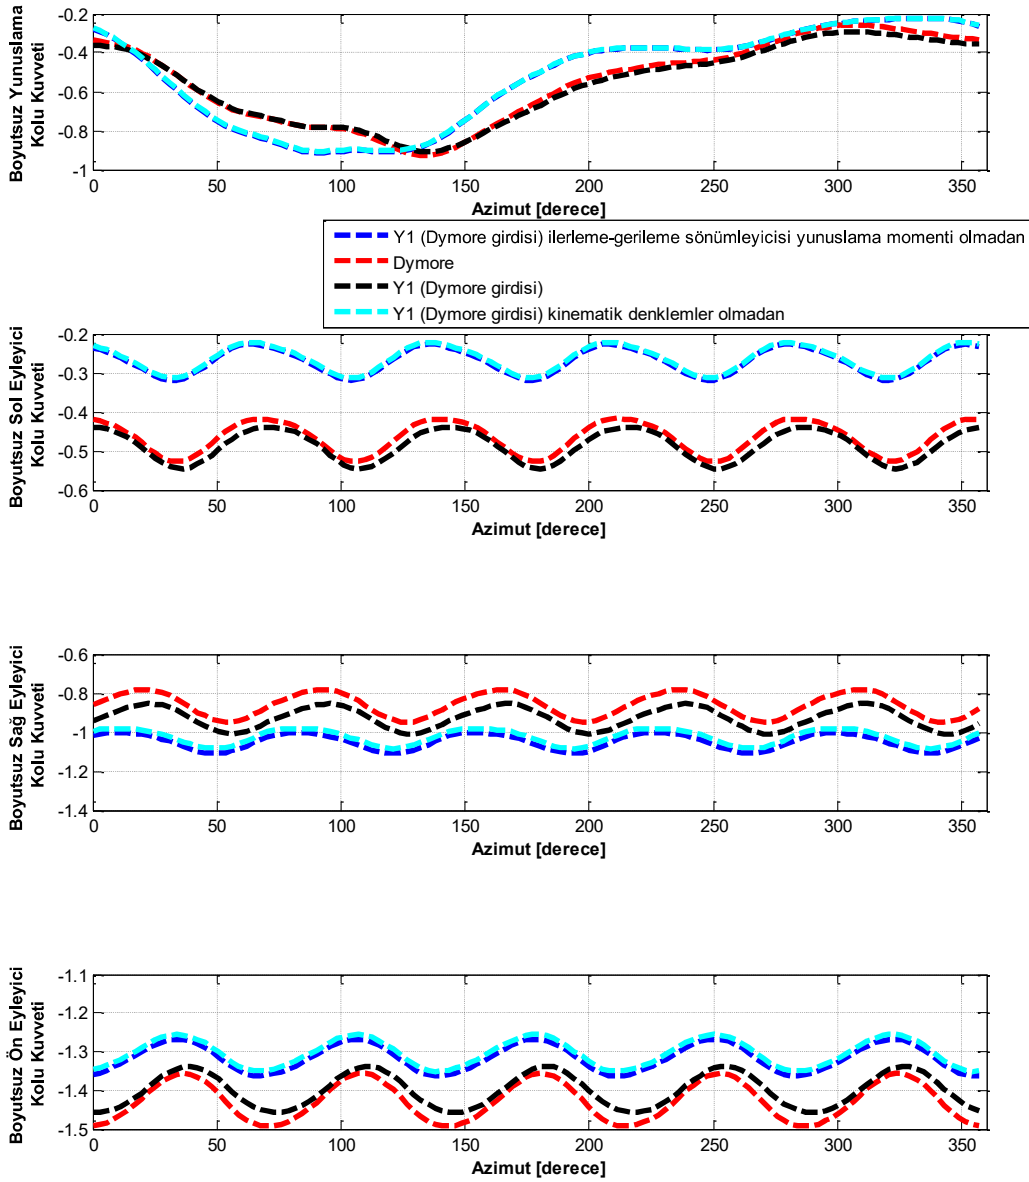 Boyutsuz Yunuslama
Kolu Kuvveti
-0.2
-0.4
-0.6
-0.8
-1
0 50 100 150 200 250 300 350
Azimut [derece]
Y1 (Dymore girdisi) ilerleme-gerileme sönümleyicisi yunuslama momenti olmadan
Dymore
Y1 (Dymore girdisi)
Y1 (Dymore girdisi) kinematik denklemler olmadan
Boyutsuz Sol Eyleyici
Kolu Kuvveti
-0.2
-0.3
-0.4
-0.5
-0.6
0 50 100 150 200 250 300 350
Azimut [derece]
Boyutsuz Sağ Eyleyici
Kolu Kuvveti
-0.6
-0.8
-1
-1.2
-1.4
0 50 100 150 200 250 300 350
Azimut [derece]
Boyutsuz Ön Eyleyici
Kolu Kuvveti
-1.1
-1.2
-1.3
-1.4
-1.5
0 50 100 150 200 250 300 350
Azimut [derece]